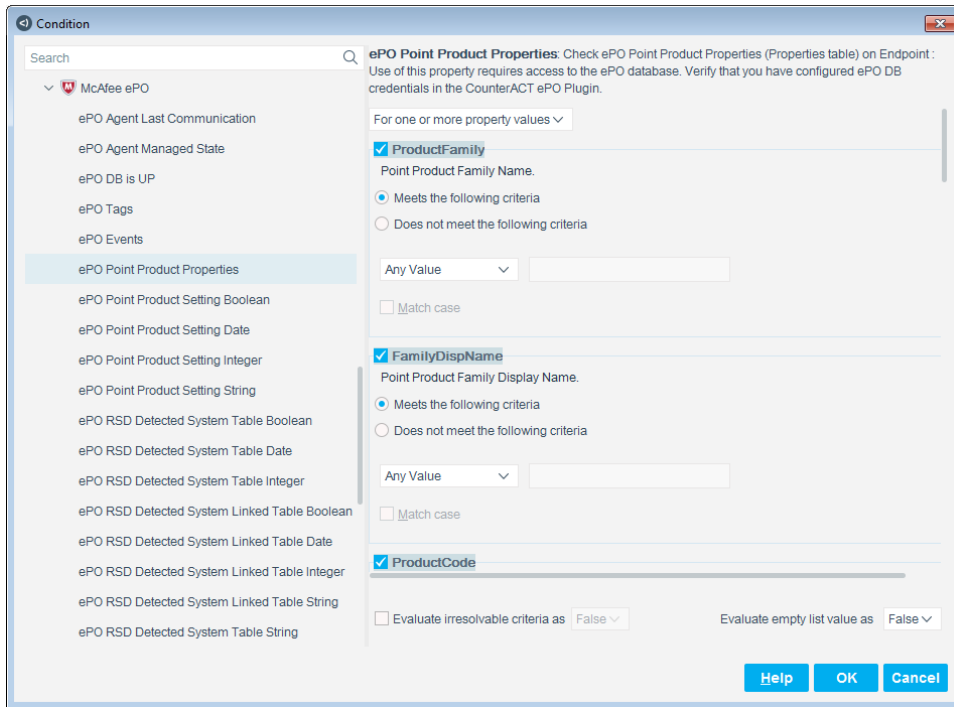 Condition
Search
McAfee ePO
ePO Agent Last Communication
ePO Agent Managed State
ePO DB is UP
ePO Tags
ePO Events
ePO Point Product Properties
ePO Point Product Setting Boolean
ePO Point Product Setting Date
ePO Point Product Setting Integer
ePO Point Product Setting String
ePO RSD Detected System Table Boolean
ePO RSD Detected System Table Date
ePO RSD Detected System Table Integer
ePO RSD Detected System Linked Table Boolean
ePO RSD Detected System Linked Table Date
ePO RSD Detected System Linked Table Integer
ePO RSD Detected System Linked Table String
ePO RSD Detected System Table String
ePO Point Product Properties: Check ePO Point Product Properties (Properties table) on Endpoint :
Use of this property requires access to the ePO database. Verify that you have configured ePO DB
credentials in the CounterACT ePO Plugin.
For one or more property values
ProductFamily
Point Product Family Name.
Meets the following criteria
Does not meet the following criteria
Any Value
Match case
FamilyDispName
Point Product Family Display Name.
Meets the following criteria
Does not meet the following criteria
Any Value
Match case
ProductCode
Evaluate irresolvable criteria as False Evaluate empty list value as False
Help OK Cancel